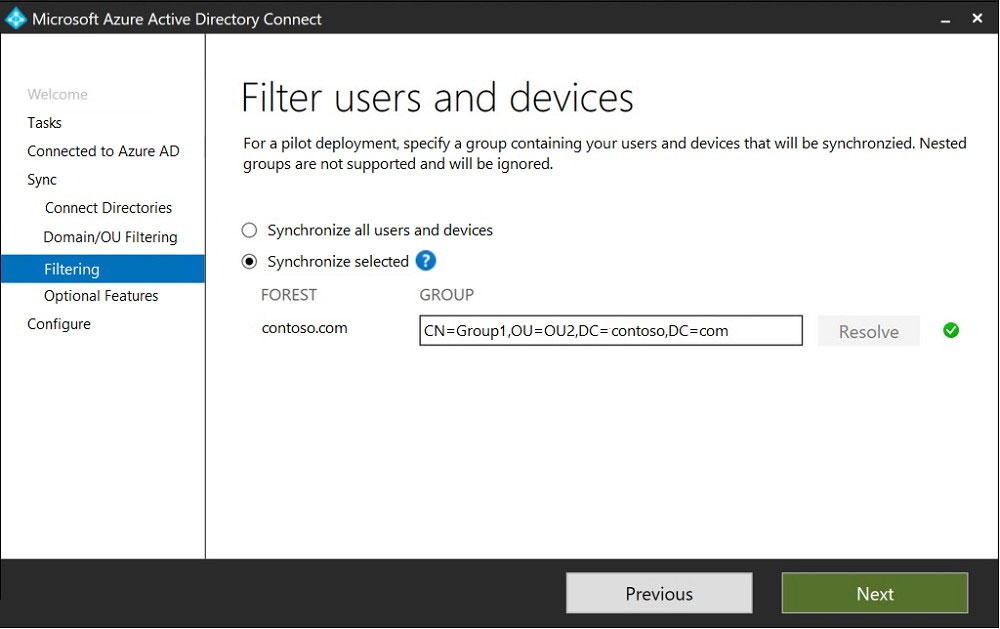 Microsoft Azure Active Directory Connect
Welcome
Tasks
Connected to Azure AD
Sync
Connect Directories
Domain/OU Filtering
Filtering
Optional Features
Configure
Filter users and devices
For a pilot deployment, specify a group containing your users and devices that will be synchronzied. Nested
groups are not supported and will be ignored.
Synchronize all users and devices
Synchronize selected ?
FOREST GROUP
contoso.com CN=Group1,OU=OU2,DC= contoso,DC=com Resolve
Previous Next